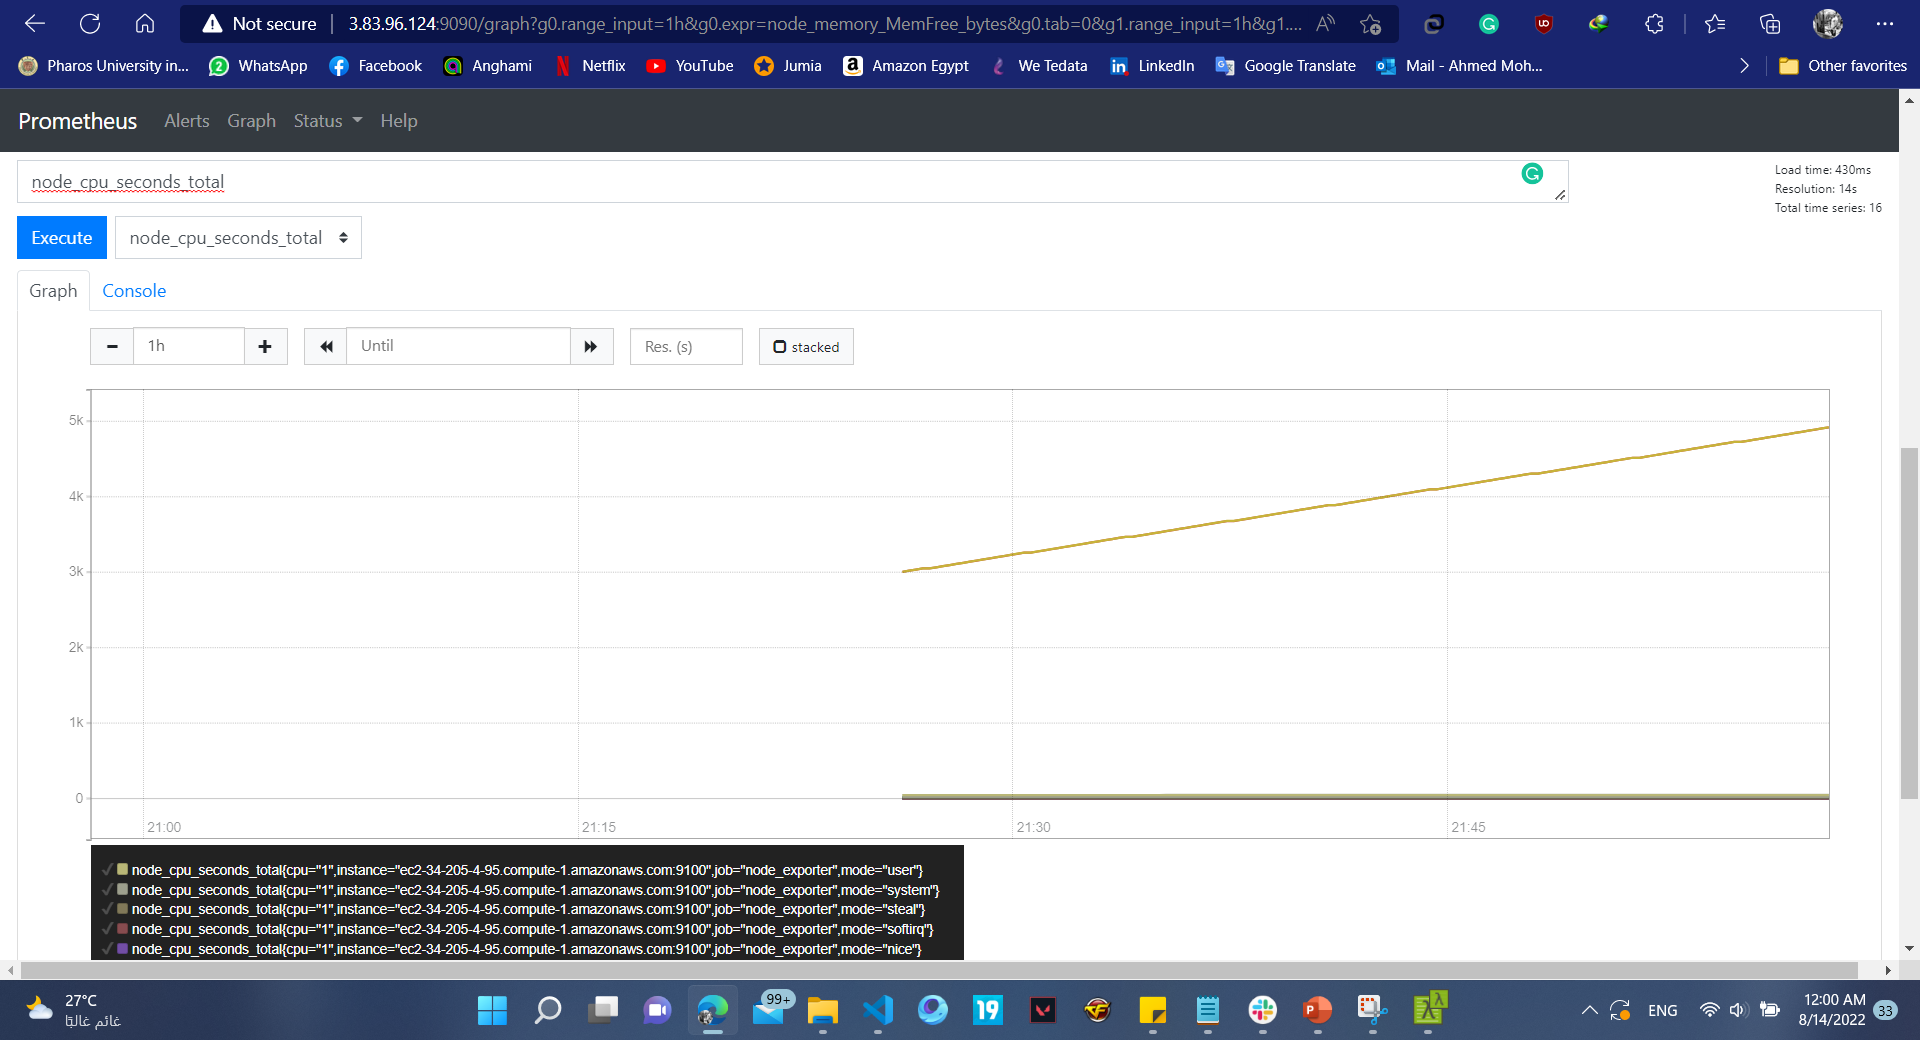 Not secure
3.83.96.124:9090/graph?g0.range_input=1h&g0.expr=node_memory_MemFree_bytes&g0.tab=0&g1.range_input=1h&g1....
Pharos University in... WhatsApp Facebook Anghami Netflix YouTube Jumia Amazon Egypt We Tedata LinkedIn Google Translate Mail - Ahmed Moh... Other favorites
Prometheus Alerts Graph Status Help
node_cpu_seconds_total
Load time: 430ms
Resolution: 14s
Total time series: 16
Execute node_cpu_seconds_total
Graph Console
1h Until Res. (s) stacked
5k
4k
3k
2k
1k
0
21:00 21:15 21:30 21:45
node_cpu_seconds_total{cpu="1",instance="ec2-34-205-4-95.compute-1.amazonaws.com:9100",job="node_exporter",mode="user"}
node_cpu_seconds_total{cpu="1",instance="ec2-34-205-4-95.compute-1.amazonaws.com:9100",job="node_exporter",mode="system"}
node_cpu_seconds_total{cpu="1",instance="ec2-34-205-4-95.compute-1.amazonaws.com:9100",job="node_exporter",mode="steal"}
node_cpu_seconds_total{cpu="1",instance="ec2-34-205-4-95.compute-1.amazonaws.com:9100",job="node_exporter",mode="softirq"}
node_cpu_seconds_total{cpu="1",instance="ec2-34-205-4-95.compute-1.amazonaws.com:9100",job="node_exporter",mode="nice"}
27°C
غائم غالبًا
99+
19
ENG
12:00 AM
8/14/2022
33